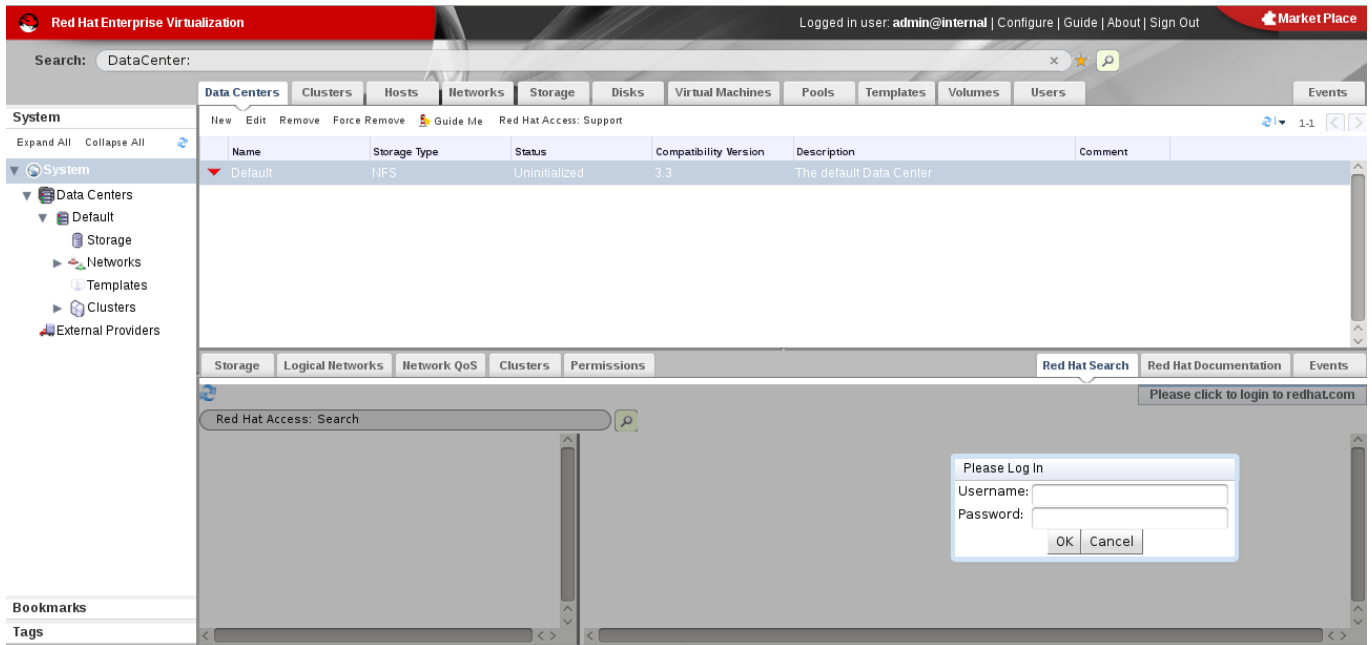 Red Hat Enterprise Virtualization
Logged in user: admin@internal | Configure | Guide | About | Sign Out
Market Place
Search: DataCenter:
Data Centers Clusters Hosts Networks Storage Disks Virtual Machines Pools Templates Volumes Users Events
System
New Edit Remove Force Remove Guide Me Red Hat Access: Support 1-1
Expand All Collapse All
Name Storage Type Status Compatibility Version Description Comment
System
Default NFS Uninitialized 3.3 The default Data Center
Data Centers
Default
Storage
Networks
Templates
Clusters
External Providers
Storage Logical Networks Network QoS Clusters Permissions Red Hat Search Red Hat Documentation Events
Please click to login to redhat.com
Red Hat Access: Search
Please Log In
Username:
Password:
OK Cancel
Bookmarks
Tags